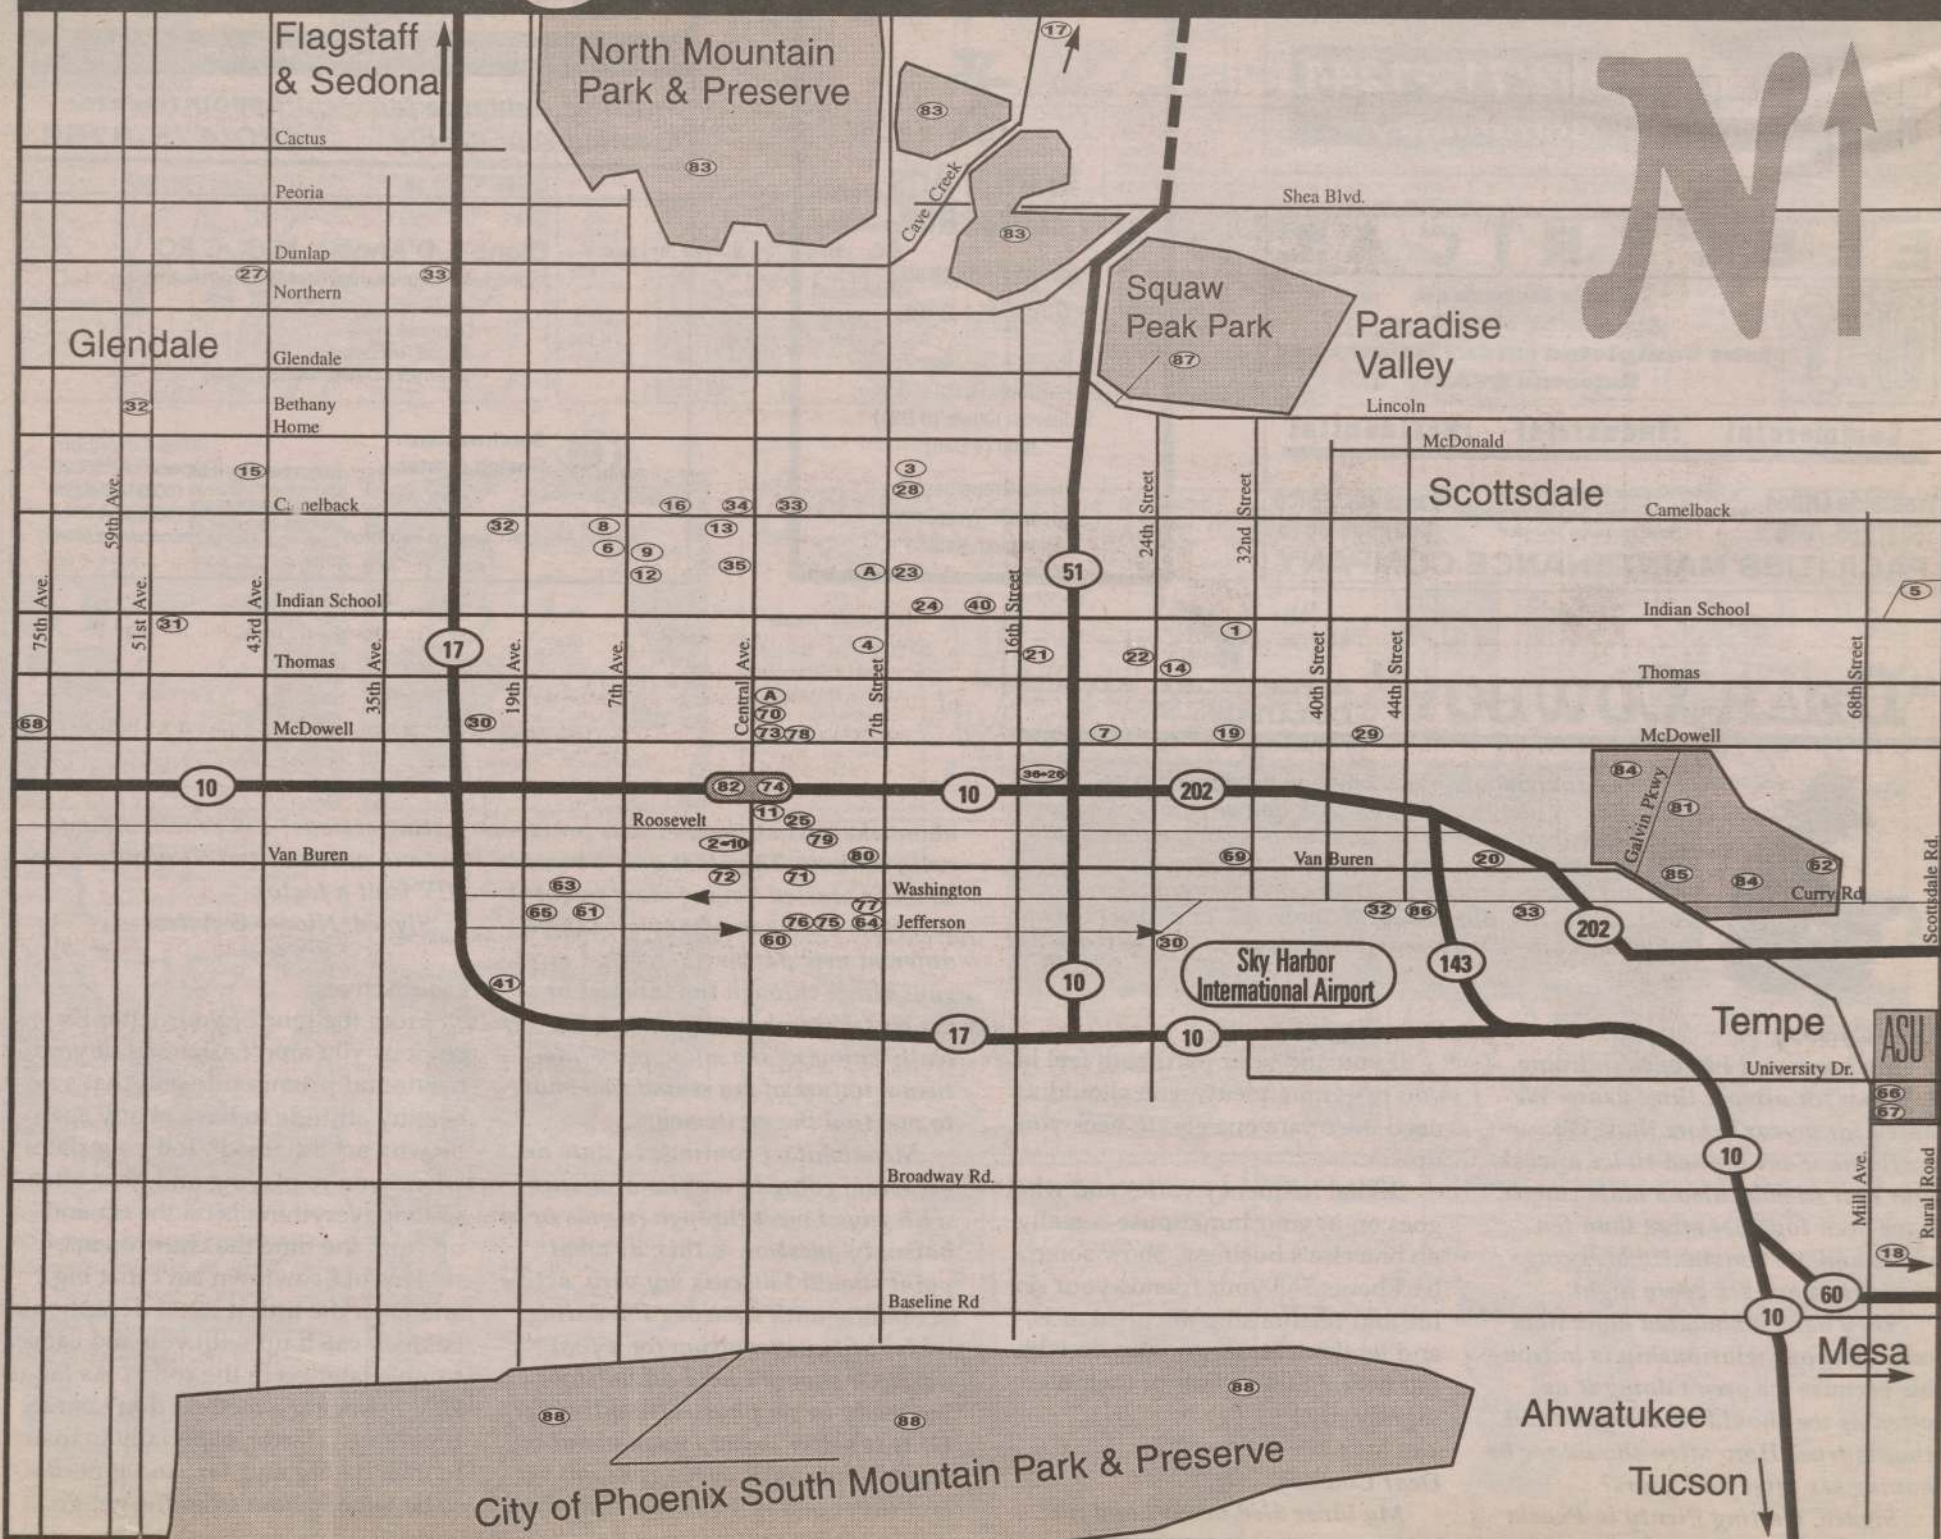 Flagstaff
& Sedona
North Mountain
Park & Preserve
17
N
83
Cactus
83
Peoria
Cave Creek
Shea Blvd.
83
Dunlap
27
33
Northern
Squaw
Peak Park
87
Paradise
Valley
Glendale
Glendale
32
Bethany
Home
Lincoln
McDonald
15
3
28
Scottsdale
59th Ave.
Camelback
16
34
33
24th Street
32nd Street
Camelback
32
8
13
6
9
12
35
A
23
51
5
75th Ave.
51st Ave.
31
43rd Ave.
Indian School
24
40
16th Street
1
Indian School
17
4
21
22
14
Thomas
35th Ave.
19th Ave.
7th Ave.
Central Ave.
7th Street
40th Street
44th Street
Thomas
68th Street
68
30
A
70
73
78
7
19
29
McDowell
McDowell
10
82
74
10
36-26
202
84
Galvin Pkwy
81
Roosevelt
11
25
2-10
79
80
Van Buren
69
Van Buren
20
85
84
62
Curry Rd
Scottsdale Rd.
63
72
71
Washington
65
61
77
76
75
64
Jefferson
60
32
86
33
202
30
41
10
Sky Harbor
International Airport
143
17
10
Tempe
ASU
University Dr.
66
67
10
Broadway Rd.
Mill Ave.
Rural Road
18
60
Baseline Rd
10
Mesa
88
88
88
Ahwatukee
City of Phoenix South Mountain Park & Preserve
Tucson